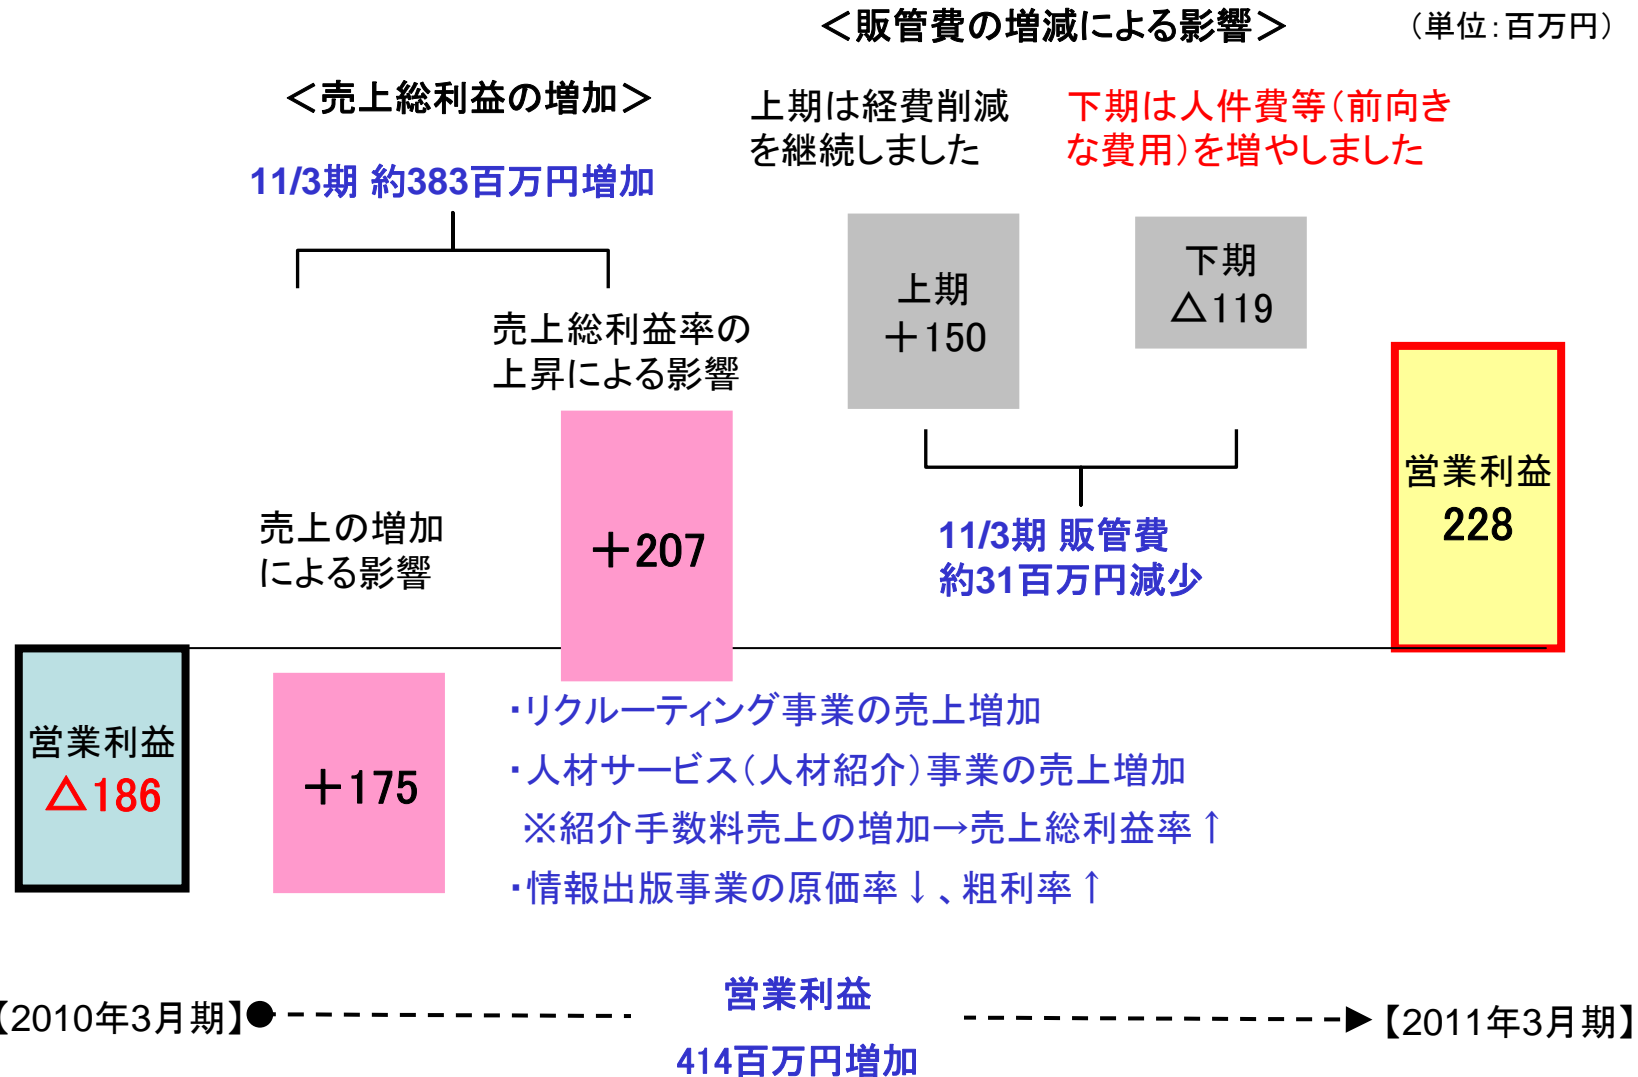 ＜販管費の増減による影響＞
（単位：百万円）
＜売上総利益の増加＞
上期は経費削減
を継続しました
下期は人件費等（前向き
な費用）を増やしました
11/3期 約383百万円増加
上期
＋150
下期
△119
売上総利益率の
上昇による影響
営業利益
228
売上の増加
による影響
＋207
11/3期 販管費
約31百万円減少
営業利益
△186
＋175
・リクルーティング事業の売上増加
・人材サービス（人材紹介）事業の売上増加
※紹介手数料売上の増加→売上総利益率↑
・情報出版事業の原価率↓、粗利率↑
【2010年3月期】
営業利益
414百万円増加
【2011年3月期】